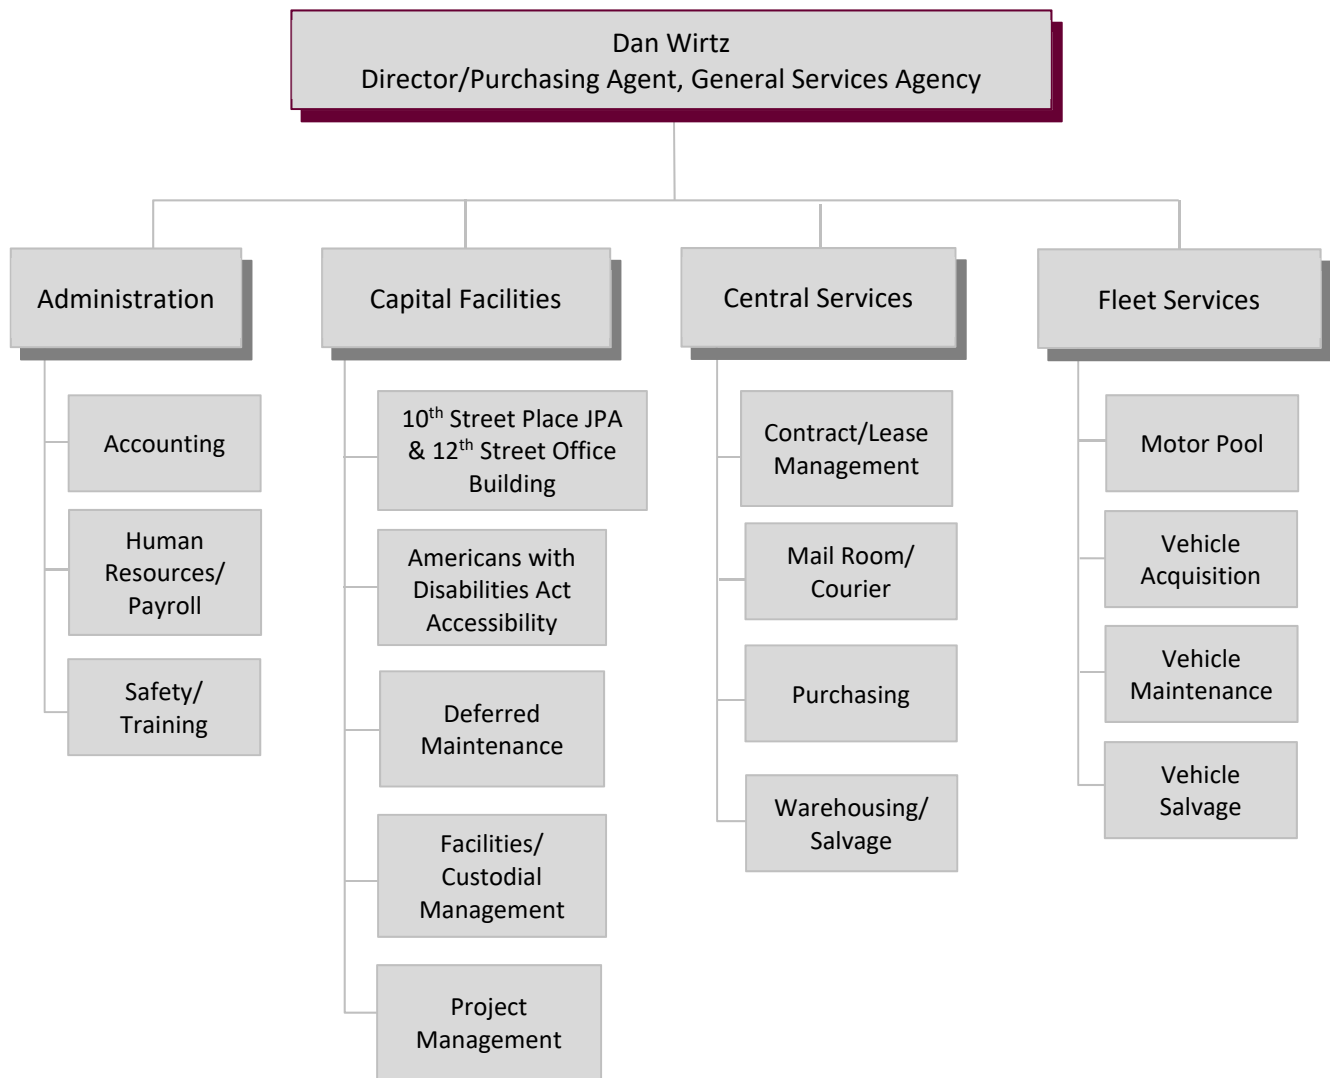 Dan Wirtz
Director/Purchasing Agent, General Services Agency
Administration
Accounting
Human
Resources/
Payroll
Safety/
Training
Capital Facilities
10th Street Place JPA
& 12th Street Office
Building
Americans with
Disabilities Act
Accessibility
Deferred
Maintenance
Facilities/
Custodial
Management
Project
Management
Central Services
Contract/Lease
Management
Mail Room/
Courier
Purchasing
Warehousing/
Salvage
Fleet Services
Motor Pool
Vehicle
Acquisition
Vehicle
Maintenance
Vehicle
Salvage